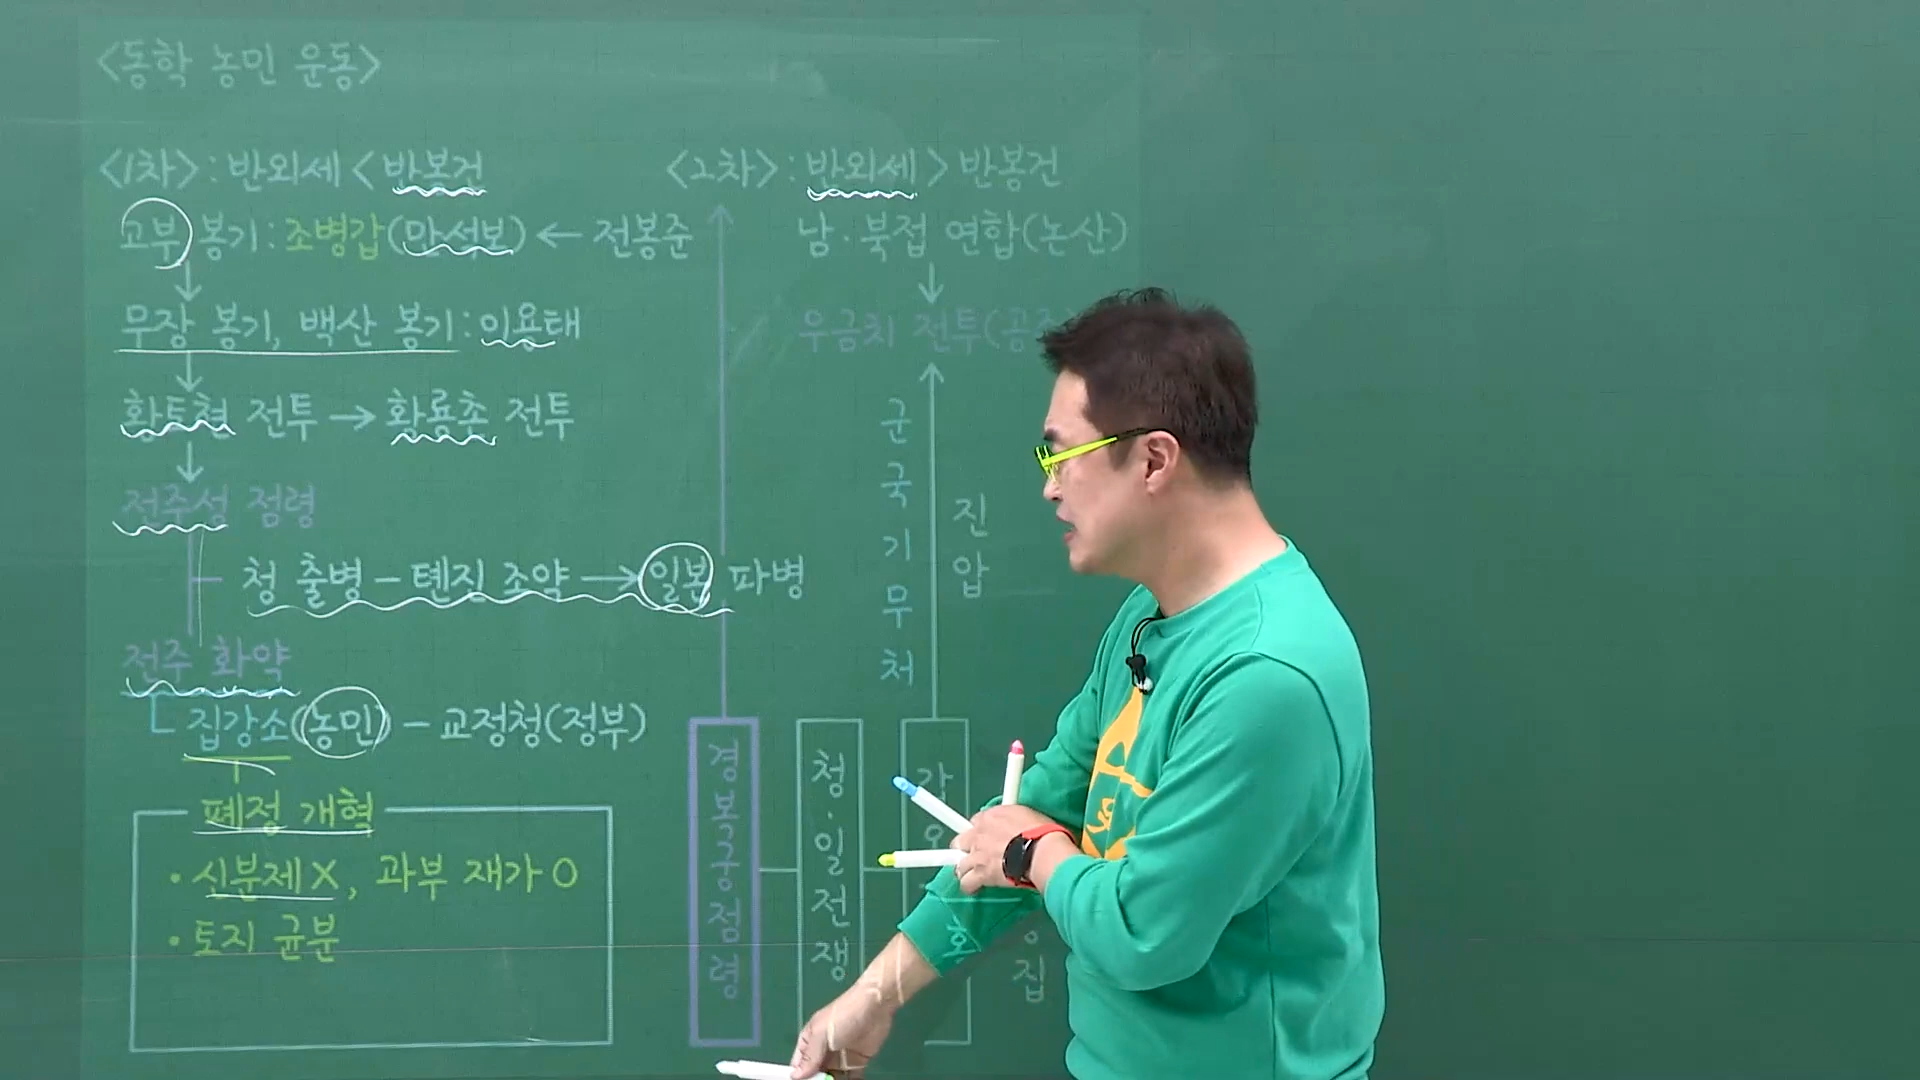 <동학 농민 운동>
<1차> : 반외세 < 반봉건
고부 봉기 : 조병갑(만석보) ← 전봉준
↓
무장 봉기, 백산 봉기 : 이용태
↓
황토현 전투 → 황룡촌 전투
↓
전주성 점령
청 출병 - 톈진 조약 → 일본 파병
전주 화약
집강소(농민) - 교정청(정부)
폐정 개혁
• 신분제 X, 과부 재가 O
• 토지 균분
<2차> : 반외세 > 반봉건
남·북접 연합(논산)
↓
우금치 전투(공
군국기무처
진압
경복궁 점령
청·일 전쟁